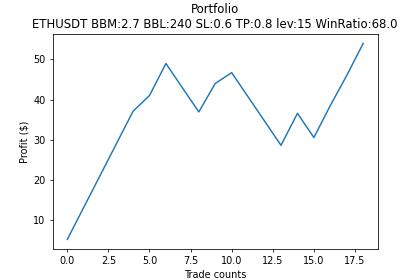 Portfolio
ETHUSDT BBM:2.7 BBL:240 SL:0.6 TP:0.8 lev:15 WinRatio:68.0
50
40
30
20
10
Profit ($)
0.0 2.5 5.0 7.5 10.0 12.5 15.0 17.5
Trade counts